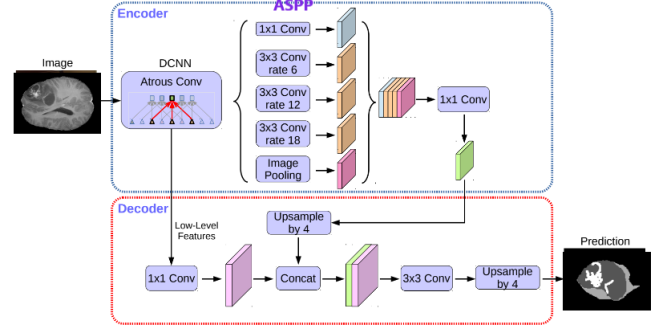 ASPP
Encoder
Image
DCNN
Atrous Conv
1x1 Conv
3x3 Conv
rate 6
3x3 Conv
rate 12
3x3 Conv
rate 18
Image
Pooling
1x1 Conv
Decoder
Low-Level
Features
Upsample
by 4
1x1 Conv
Concat
3x3 Conv
Upsample
by 4
Prediction